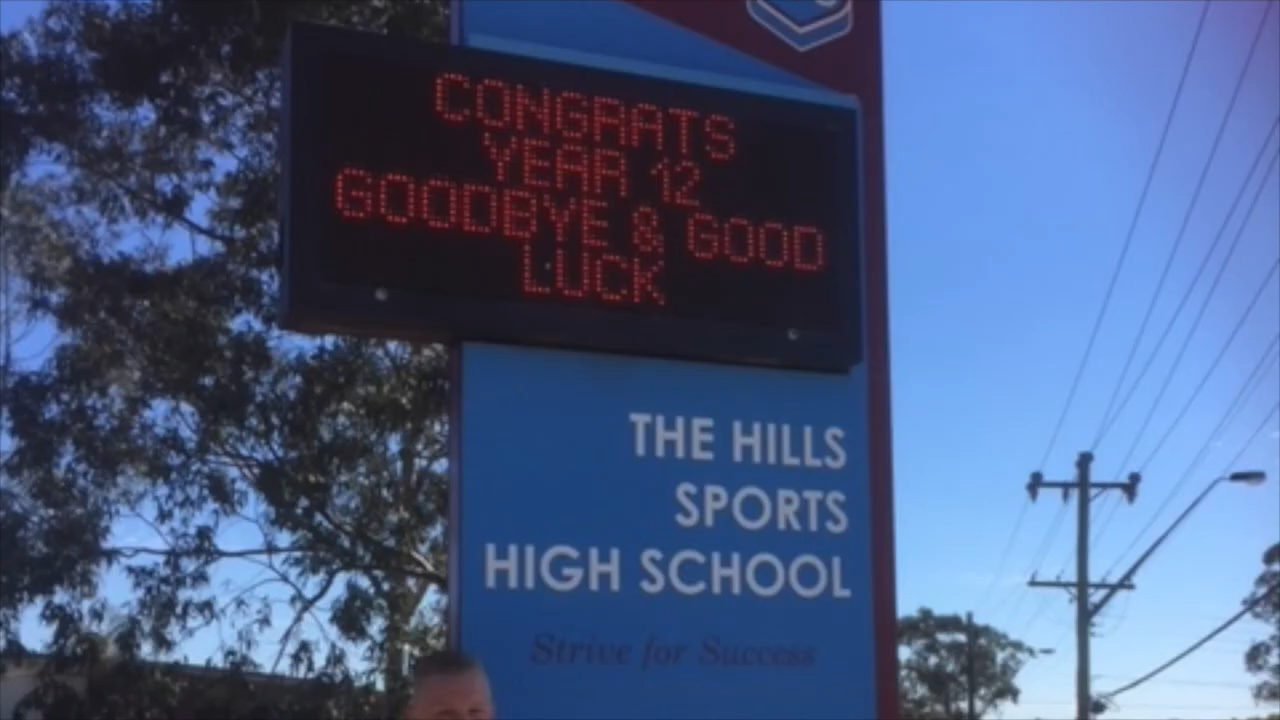 CONGRATS
YEAR 12
GOODBYE & GOOD
LUCK
THE HILLS
SPORTS
HIGH SCHOOL
Strive for Success